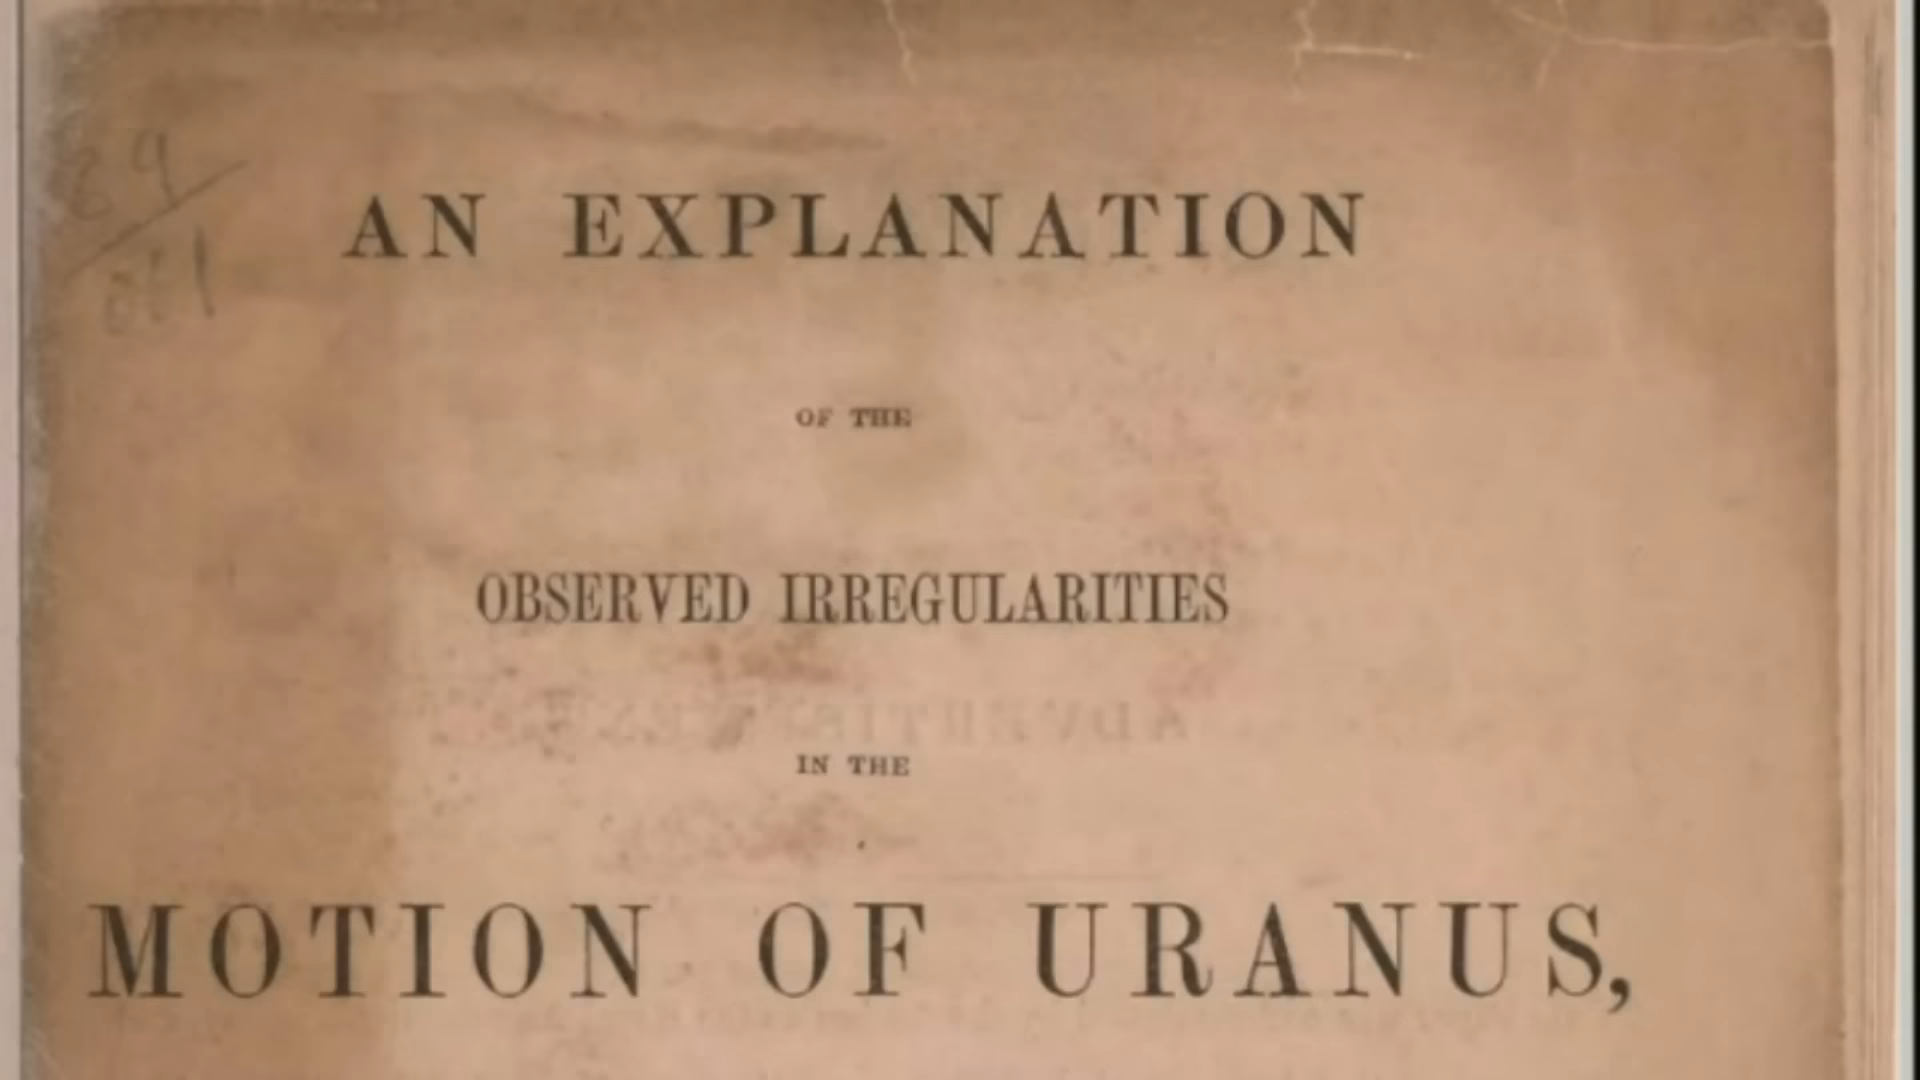 AN EXPLANATION
OF THE
OBSERVED IRREGULARITIES
IN THE
MOTION OF URANUS,